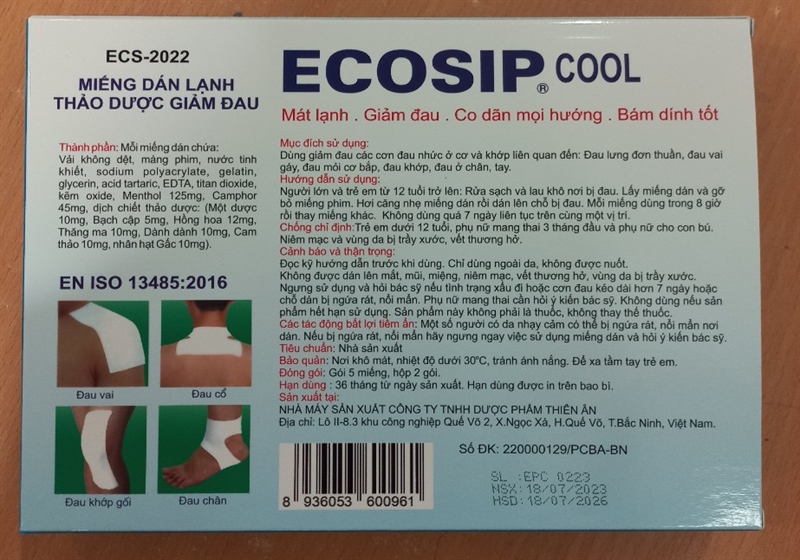 ECS-2022
MIẾNG DÁN LẠNH
THẢO DƯỢC GIẢM ĐAU
Thành phần: Mỗi miếng dán chứa:
Vải không dệt, màng phim, nước tinh
khiết, sodium polyacrylate, gelatin,
glycerin, acid tartaric, EDTA, titan dioxide,
kẽm oxide, Menthol 125mg, Camphor
45mg, dịch chiết thảo dược: (Một dược
10mg, Bạch cập 5mg, Hồng hoa 12mg,
Thăng ma 10mg, Dành dành 10mg, Cam
thảo 10mg, nhân hạt Gấc 10mg).
EN ISO 13485:2016
Đau vai
Đau cổ
Đau khớp gối
Đau chân
ECOSIP® COOL
Mát lạnh . Giảm đau . Co dãn mọi hướng . Bám dính tốt
Mục đích sử dụng:
Dùng giảm đau các cơn đau nhức ở cơ và khớp liên quan đến: Đau lưng đơn thuần, đau vai
gáy, đau mỏi cơ bắp, đau khớp, đau ở chân, tay.
Hướng dẫn sử dụng:
Người lớn và trẻ em từ 12 tuổi trở lên: Rửa sạch và lau khô nơi bị đau. Lấy miếng dán và gỡ
bỏ miếng phim. Hơi căng nhẹ miếng dán rồi dán lên chỗ bị đau. Mỗi miếng dùng trong 8 giờ
rồi thay miếng khác. Không dùng quá 7 ngày liên tục trên cùng một vị trí.
Chống chỉ định:Trẻ em dưới 12 tuổi, phụ nữ mang thai 3 tháng đầu và phụ nữ cho con bú.
Niêm mạc và vùng da bị trầy xước, vết thương hở.
Cảnh báo và thận trọng:
Đọc kỹ hướng dẫn trước khi dùng. Chỉ dùng ngoài da, không được nuốt.
Không được dán lên mắt, mũi, miệng, niêm mạc, vết thương hở, vùng da bị trầy xước.
Ngưng sử dụng và hỏi bác sỹ nếu tình trạng xấu đi hoặc cơn đau kéo dài hơn 7 ngày hoặc
chỗ dán bị ngứa rát, nổi mẩn. Phụ nữ mang thai cần hỏi ý kiến bác sỹ. Không dùng nếu sản
phẩm hết hạn sử dụng. Sản phẩm này không phải là thuốc, không thay thế thuốc.
Các tác động bất lợi tiềm ẩn: Một số người có da nhạy cảm có thể bị ngứa rát, nổi mẩn nơi
dán. Nếu bị ngứa rát, nổi mẩn hãy ngưng ngay việc sử dụng miếng dán và hỏi ý kiến bác sỹ.
Tiêu chuẩn: Nhà sản xuất
Bảo quản: Nơi khô mát, nhiệt độ dưới 30°C, tránh ánh nắng. Để xa tầm tay trẻ em.
Đóng gói: Gói 5 miếng, hộp 2 gói.
Hạn dùng : 36 tháng từ ngày sản xuất. Hạn dùng được in trên bao bì.
Sản xuất tại:
NHÀ MÁY SẢN XUẤT CÔNG TY TNHH DƯỢC PHẨM THIÊN ÂN
Địa chỉ: Lô II-8.3 khu công nghiệp Quế Võ 2, X.Ngọc Xá, H.Quế Võ, T.Bắc Ninh, Việt Nam.
Số ĐK: 220000129/PCBA-BN
8 936053 600961
SL :EPC 0223
NSX:18/07/2023
HSD:18/07/2026